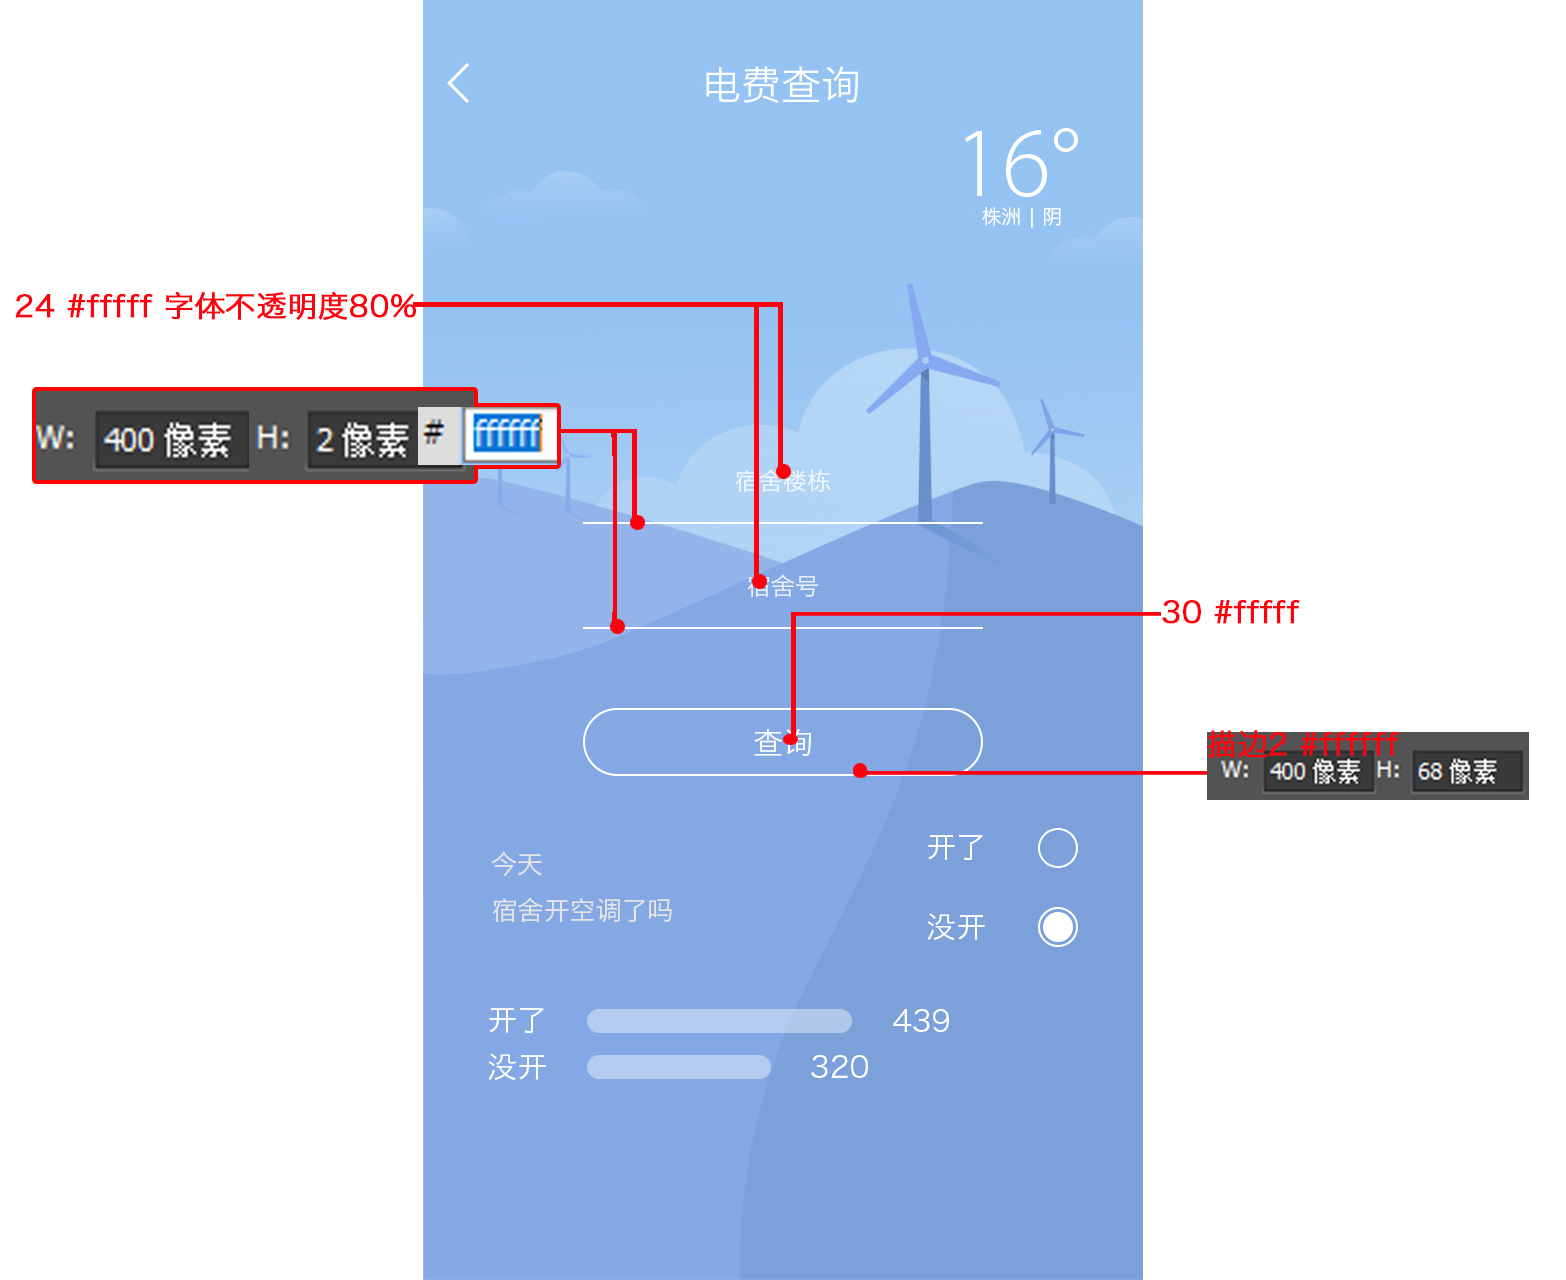 电费查询
16°
株洲 | 阴
24 #fffff 字体不透明度80%
W: 400 像素 H: 2 像素 # ffffff
宿舍楼栋
宿舍号
30 #fffff
查询
描边2 #ffffff
W: 400 像素 H: 68 像素
开了
今天
宿舍开空调了吗
没开
开了 439
没开 320